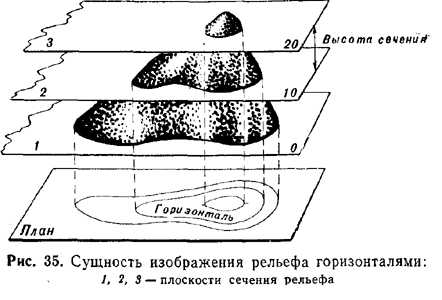 3
20
Высота сечения
2
10
1
0
Горизонталь
План
Рис. 35. Сущность изображения рельефа горизонталями:
1, 2, 3 — плоскости сечения рельефа